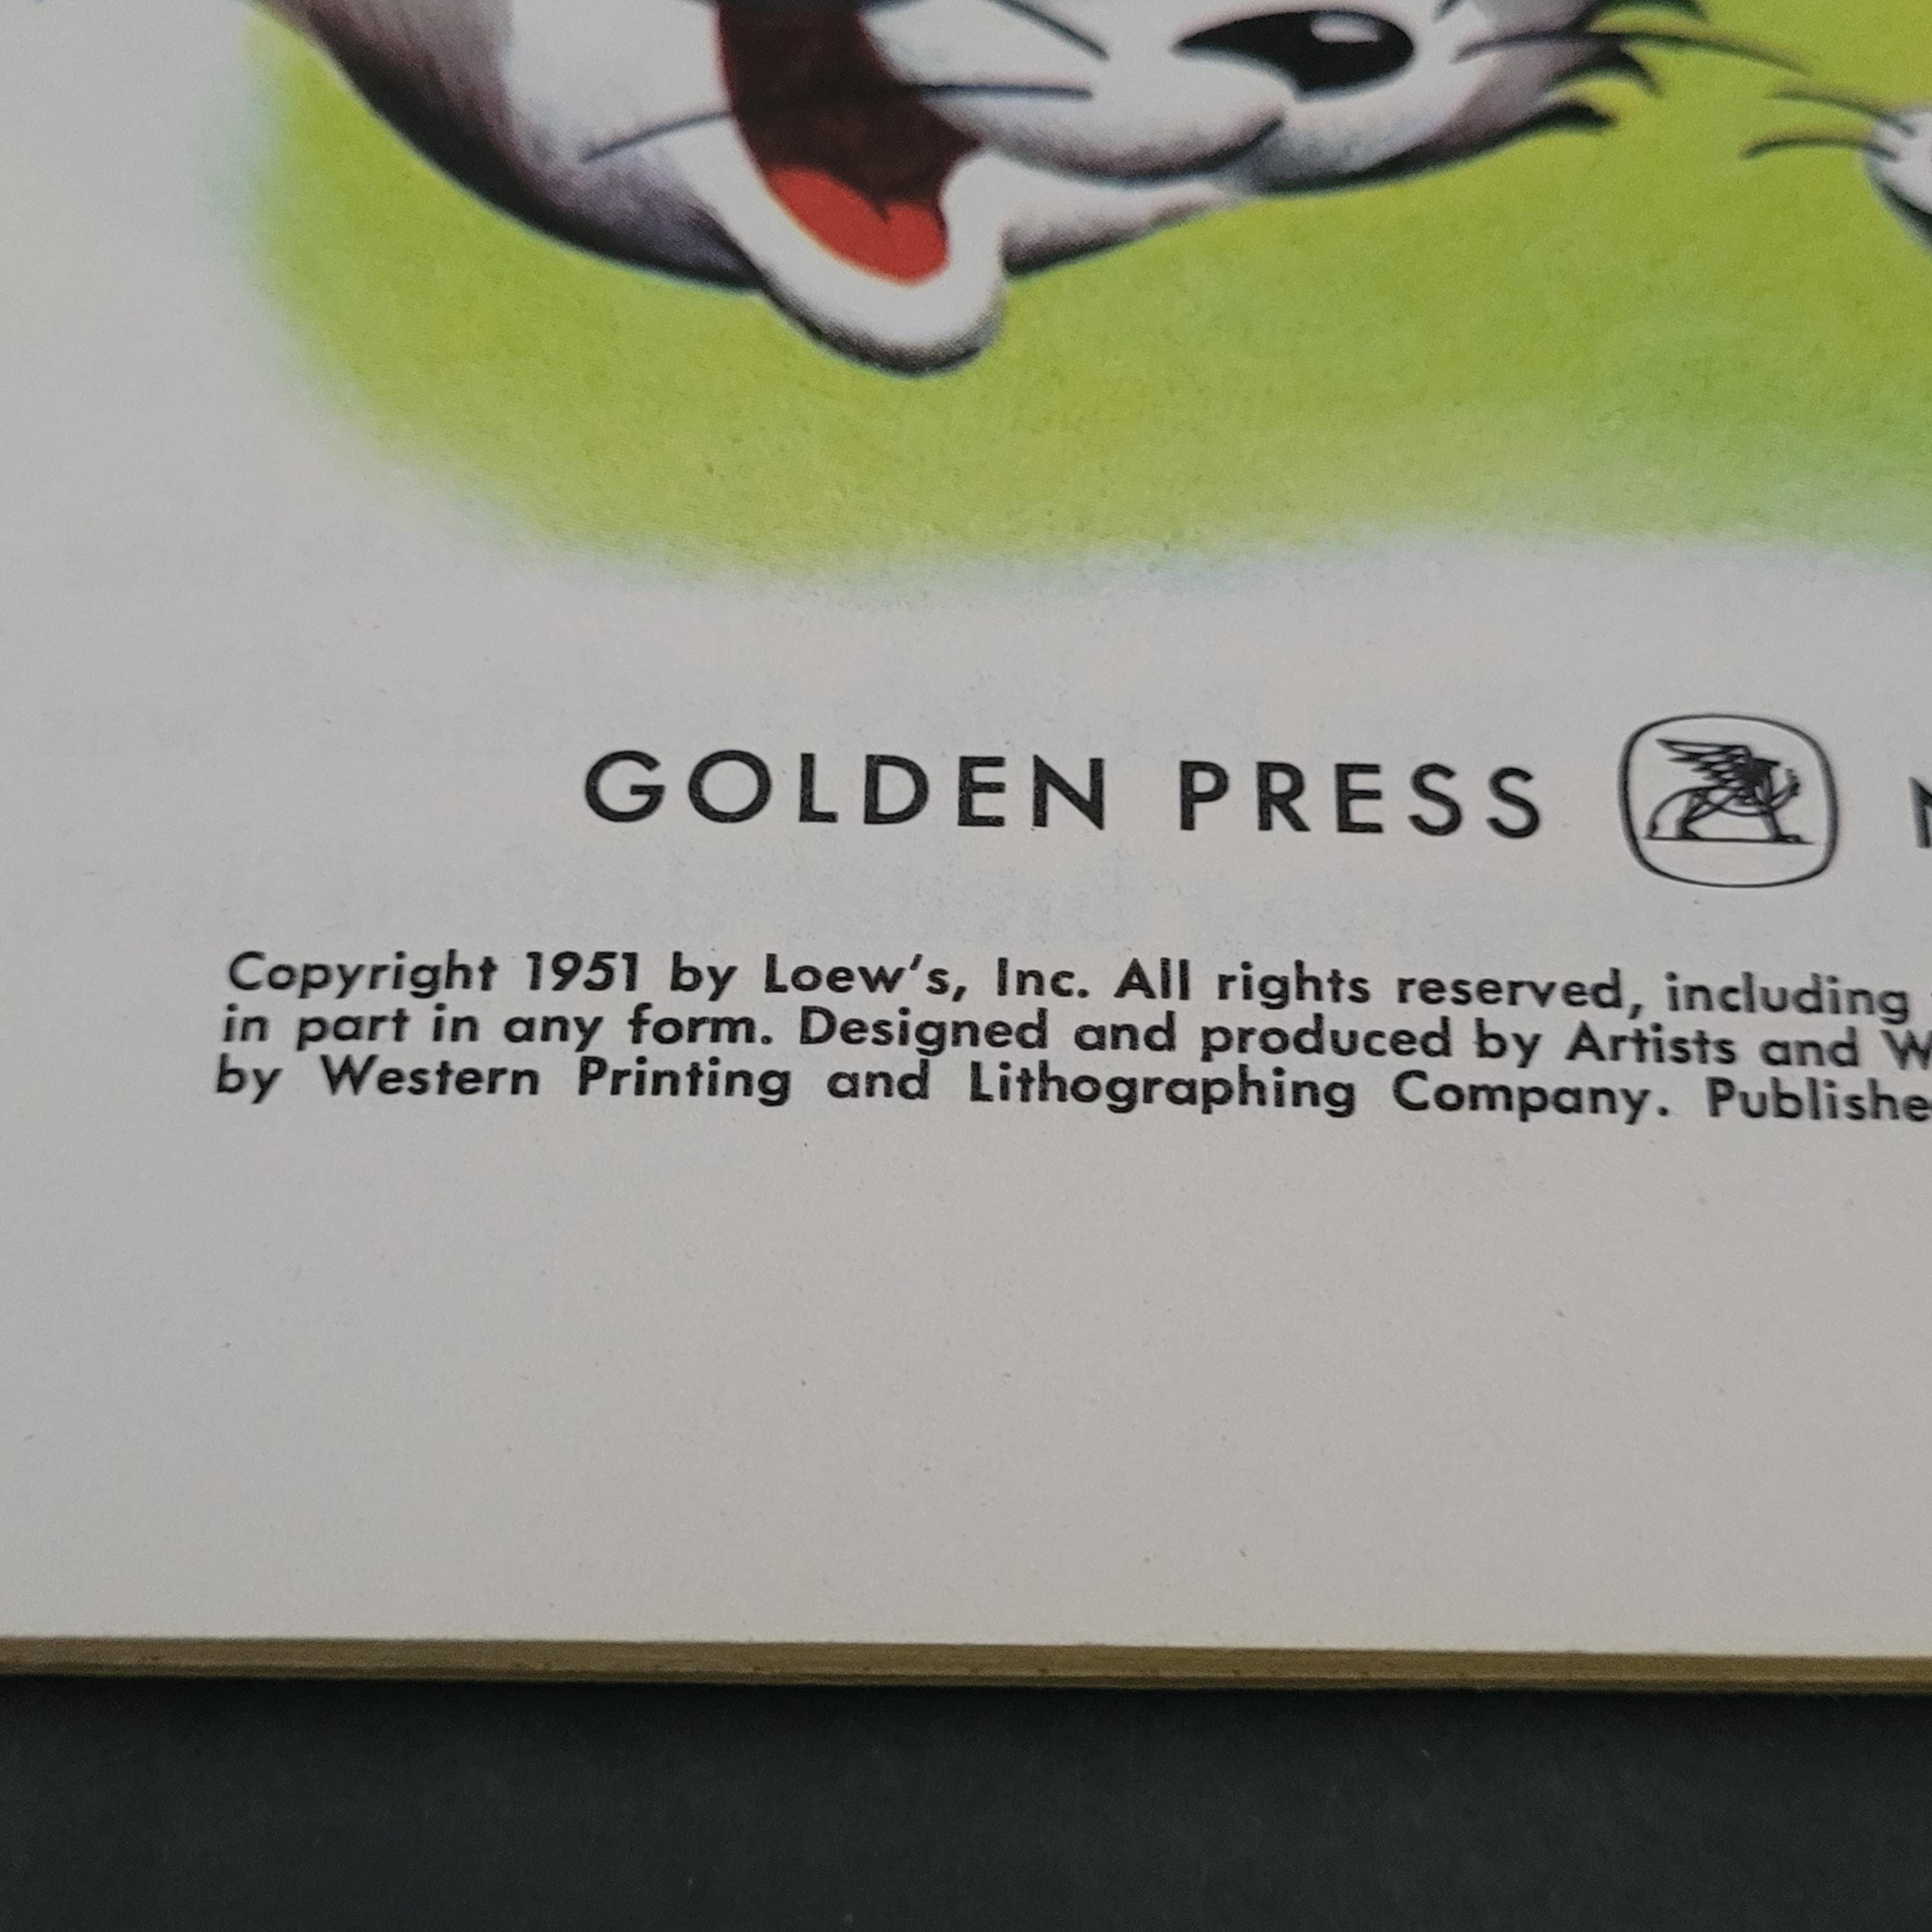 GOLDEN PRESS
Copyright 1951 by Loew's, Inc. All rights reserved, including
in part in any form. Designed and produced by Artists and
by Western Printing and Lithographing Company.